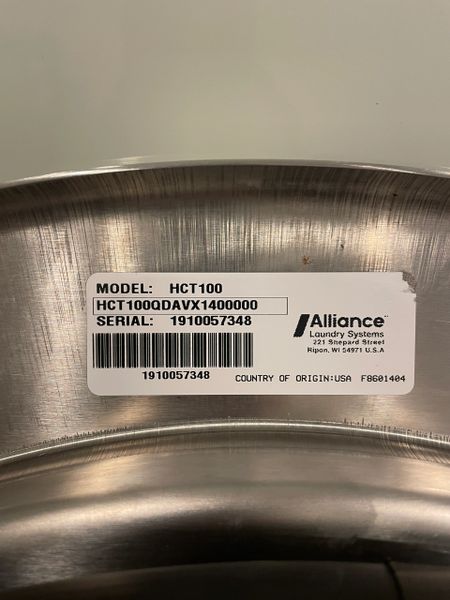 MODEL: HCT100
HCT100QDAVX1400000
SERIAL: 1910057348
Alliance
Laundry Systems
221 Shepard Street
Ripon, WI 54971 U.S.A
1910057348
COUNTRY OF ORIGIN:USA F8601404